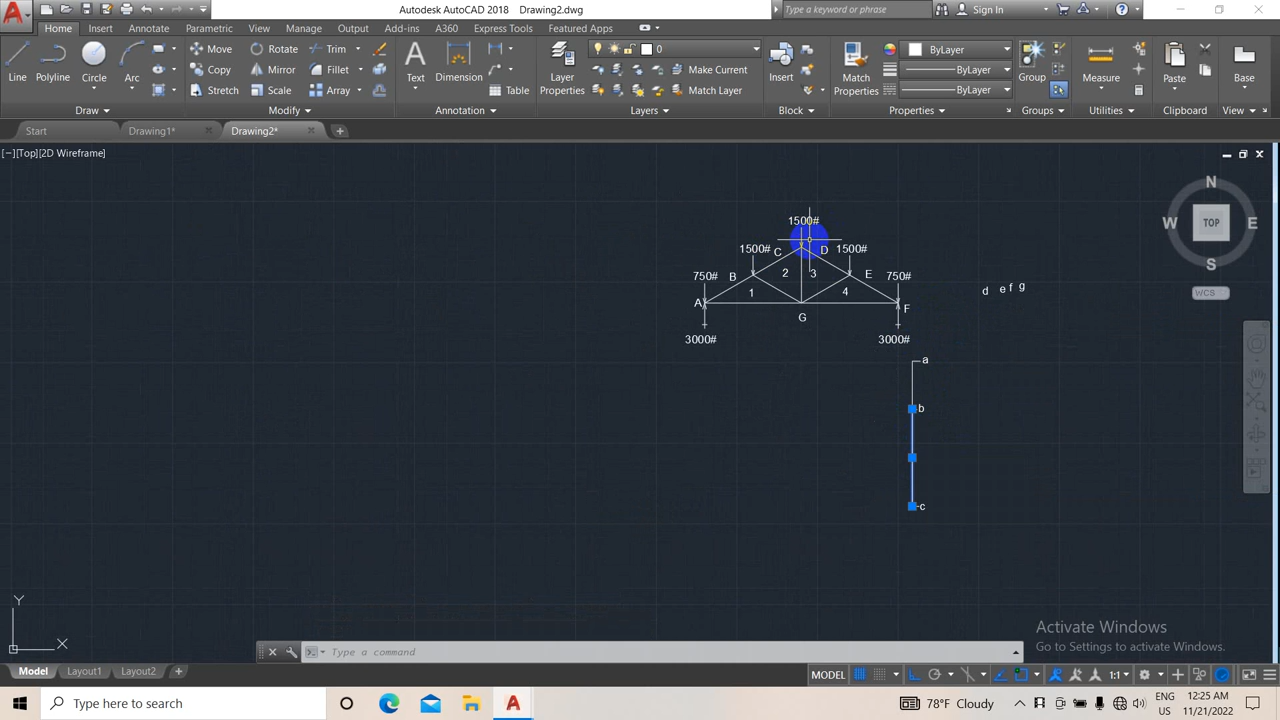 Autodesk AutoCAD 2018 Drawing2.dwg
Type a keyword or phrase
Sign In
Home Insert Annotate Parametric View Manage Output Add-ins A360 Express Tools Featured Apps
Line Polyline Circle Arc
Move Rotate Trim
Copy Mirror Fillet
Stretch Scale Array
Text Dimension Table
Layer Properties
0
Make Current
Match Layer
Insert
Match Properties
ByLayer
ByLayer
ByLayer
Group
Measure
Paste
Base
Draw Modify Annotation Layers Block Properties Groups Utilities Clipboard View
Start Drawing1* Drawing2*
[−][Top][2D Wireframe]
N
W TOP E
S
WCS
1500#
1500# C D 1500#
750# B 2 3 E 750#
1 4
A F
G
3000# 3000#
d e f g
a
b
c
Y
X
Activate Windows
Go to Settings to activate Windows.
Type a command
Model Layout1 Layout2 +
MODEL 1:1
Type here to search
78°F Cloudy
ENG
US
12:25 AM
11/21/2022